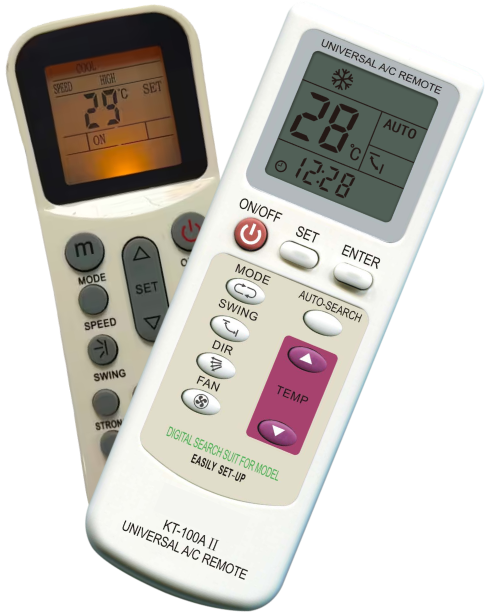 COOL
SPEED HIGH
29°C SET
ON
m
MODE
SET
SPEED
SWING
STRON
UNIVERSAL A/C REMOTE
28°C AUTO
12:28
ON/OFF SET ENTER
MODE AUTO-SEARCH
SWING
DIR
FAN
TEMP
DIGITAL SEARCH SUIT FOR MODEL
EASILY SET-UP
KT-100A II
UNIVERSAL A/C REMOTE